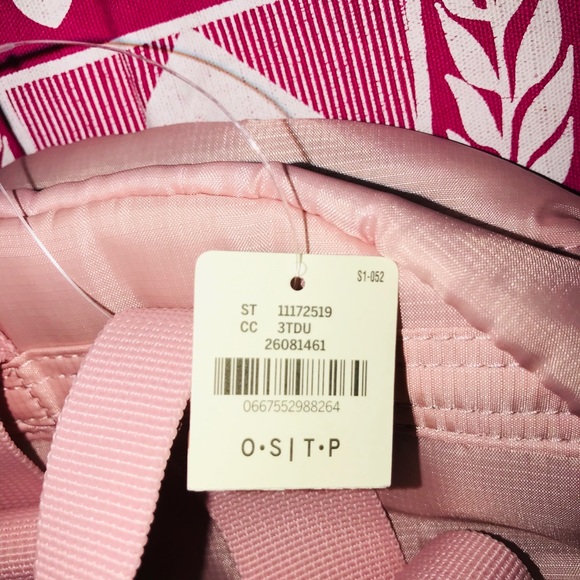 S1-052
ST 11172519
CC 3TDU
26081461
0667552988264
O•S|T•P